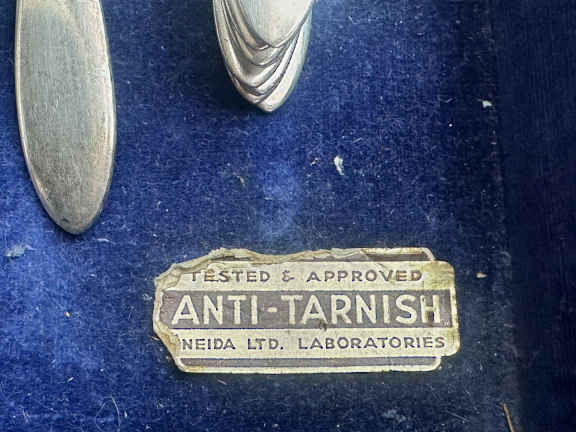 TESTED & APPROVED
ANTI-TARNISH
NEIDA LTD. LABORATORIES